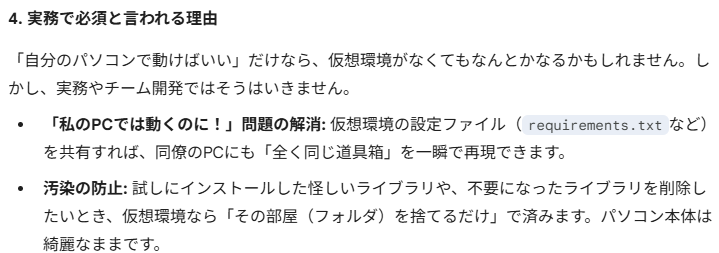 4. 実務で必須と言われる理由
「自分のパソコンで動けばいい」だけなら、仮想環境がなくてもなんとかなるかもしれません。し
かし、実務やチーム開発ではそうはいきません。
• 「私のPCでは動くのに！」問題の解消: 仮想環境の設定ファイル（requirements.txt など）
を共有すれば、同僚のPCにも「全く同じ道具箱」を一瞬で再現できます。
• 汚染の防止: 試しにインストールした怪しいライブラリや、不要になったライブラリを削除し
たいとき、仮想環境なら「その部屋（フォルダ）を捨てるだけ」で済みます。パソコン本体は
綺麗なままです。